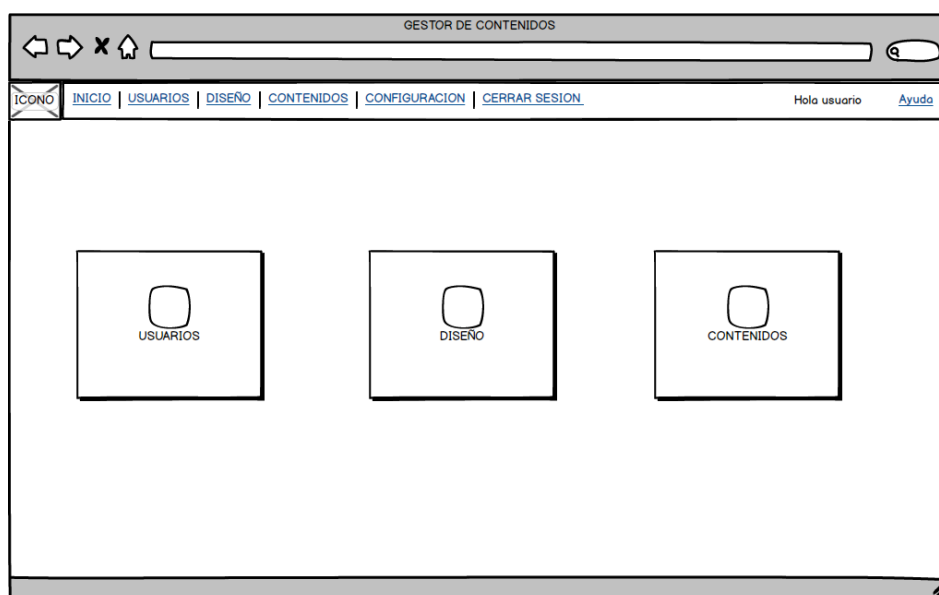 GESTOR DE CONTENIDOS
ICONO INICIO | USUARIOS | DISEÑO | CONTENIDOS | CONFIGURACION | CERRAR SESION Hola usuario Ayuda
USUARIOS DISEÑO CONTENIDOS